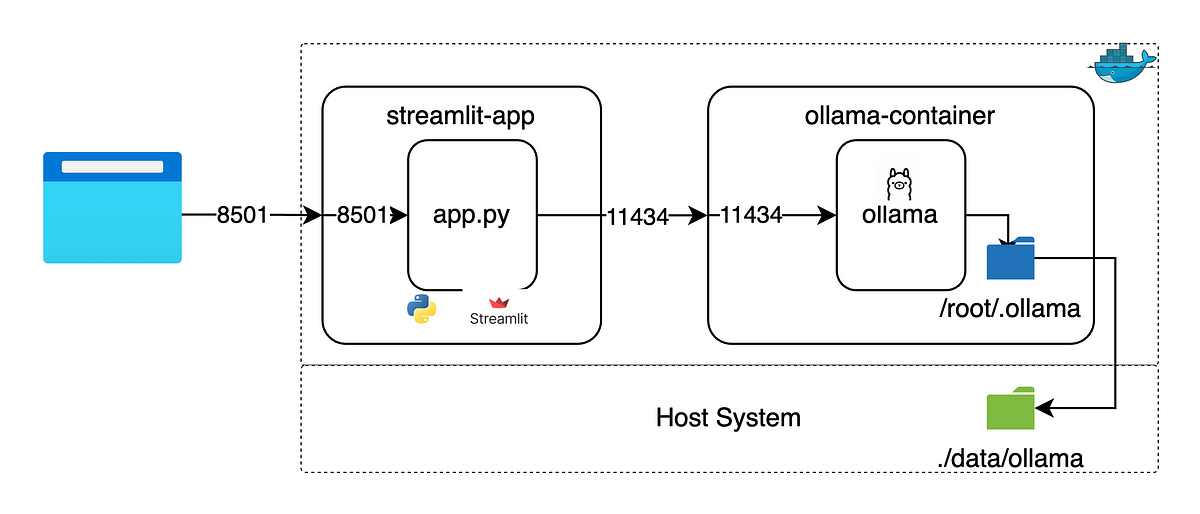 streamlit-app
ollama-container
8501
8501
app.py
11434
11434
ollama
Streamlit
/root/.ollama
Host System
./data/ollama